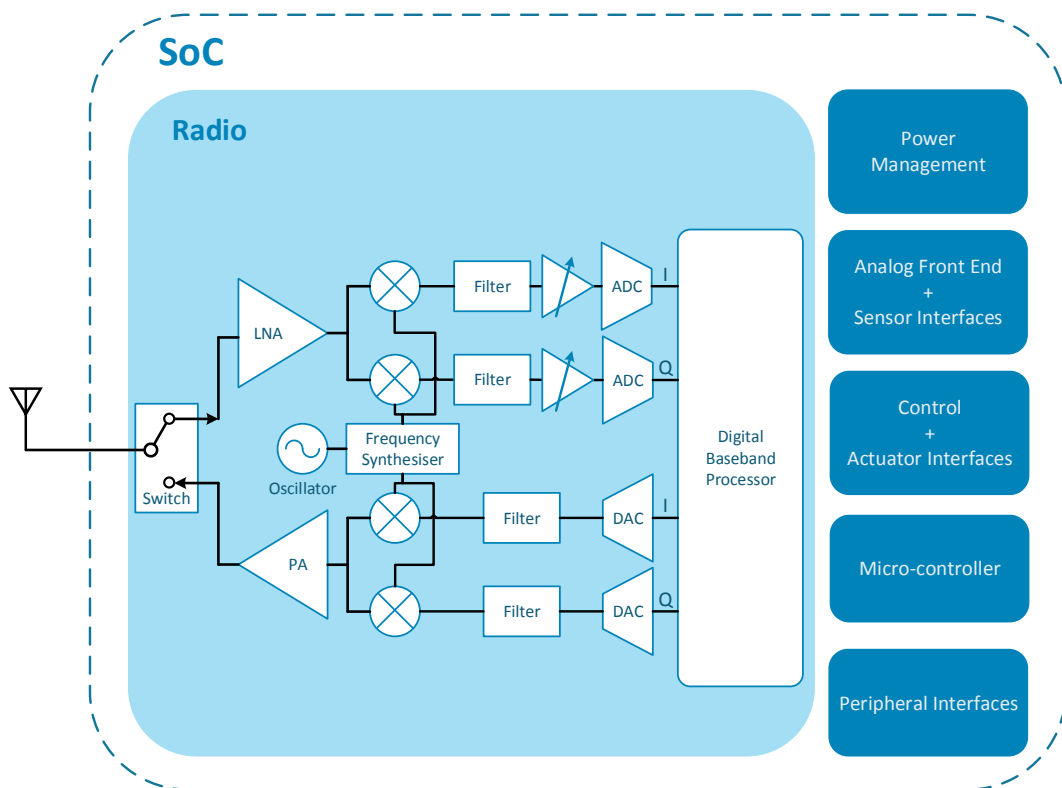 SoC
Radio
LNA
Filter
ADC
I
Filter
ADC
Q
Switch
Oscillator
Frequency
Synthesiser
Digital
Baseband
Processor
PA
Filter
DAC
I
Filter
DAC
Q
Power
Management
Analog Front End
+
Sensor Interfaces
Control
+
Actuator Interfaces
Micro-controller
Peripheral Interfaces